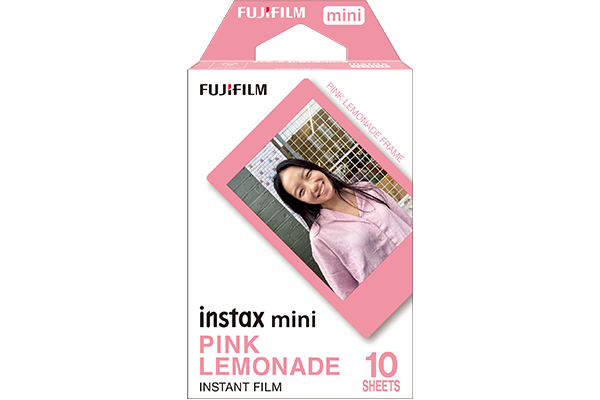 FUJIFILM
mini
FUJIFILM
PINK LEMONADE FRAME
instax mini
PINK
LEMONADE
INSTANT FILM
10
SHEETS